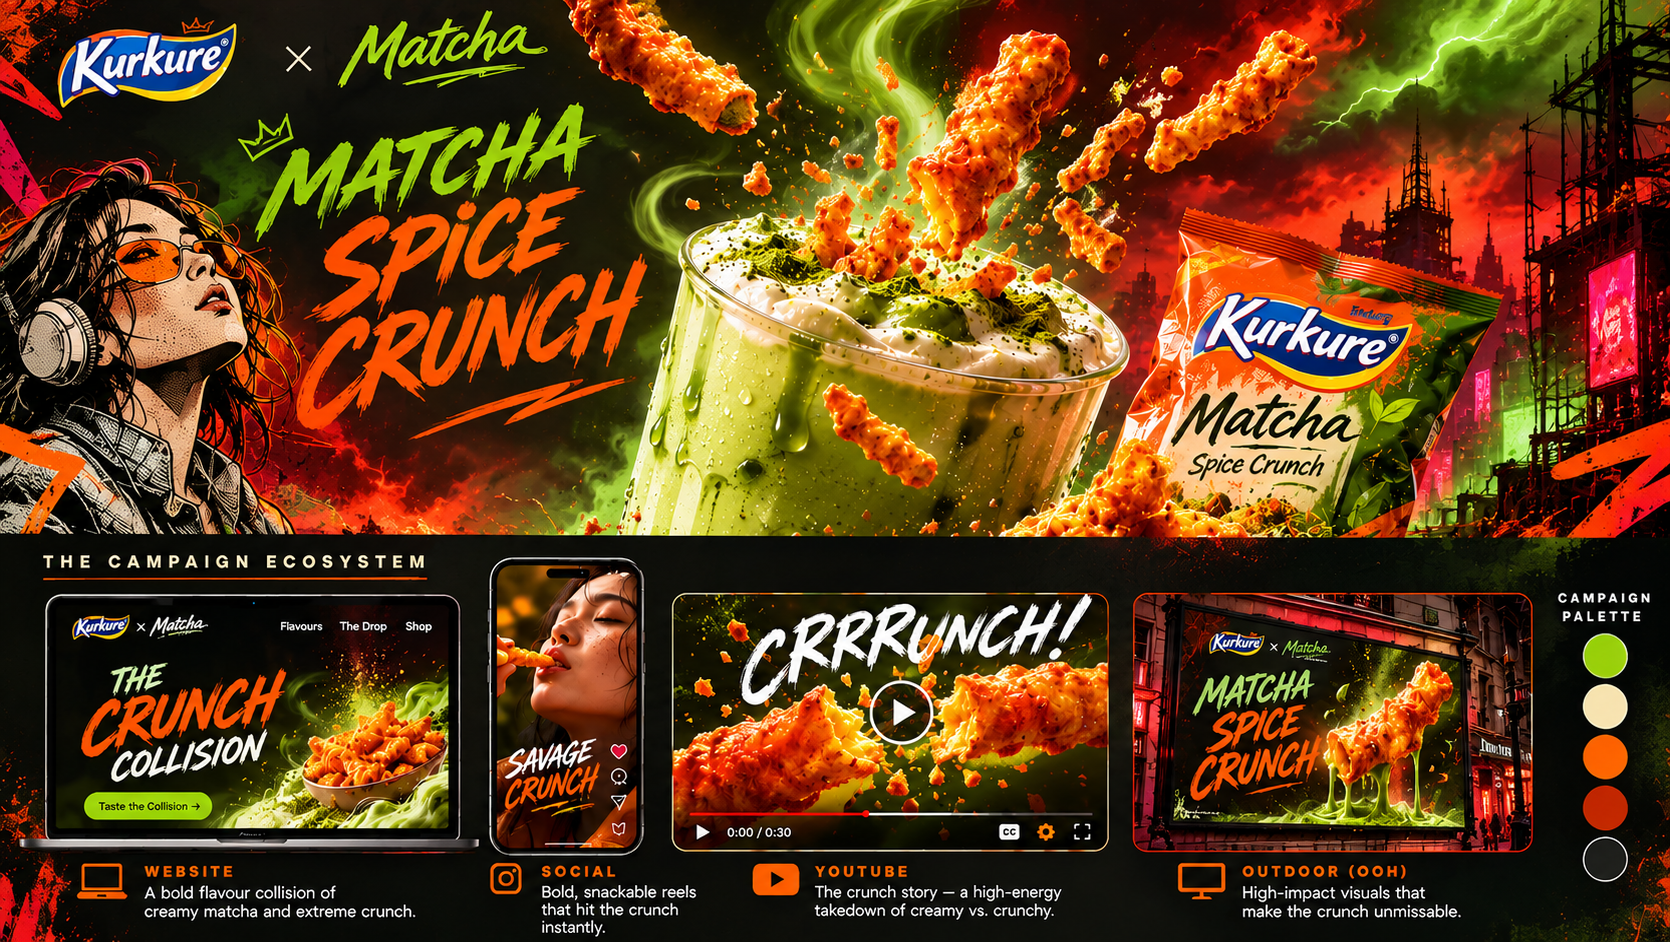 Kurkure® × Matcha
MATCHA
SPiCE
CRUNCH
Kurkure®
Matcha
Spice Crunch
THE CAMPAIGN ECOSYSTEM
Kurkure × Matcha
Flavours The Drop Shop
THE
CRUNCH
COLLISION
Taste the Collision →
SAVAGE
CRUNCH
CRRRUNCH!
0:00 / 0:30
CC
Kurkure × Matcha
MATCHA
SPICE
CRUNCH
CAMPAIGN
PALETTE
WEBSITE
A bold flavour collision of
creamy matcha and extreme crunch.
SOCIAL
Bold, snackable reels
that hit the crunch
instantly.
YOUTUBE
The crunch story — a high-energy
takedown of creamy vs. crunchy.
OUTDOOR (OOH)
High-impact visuals that
make the crunch unmissable.